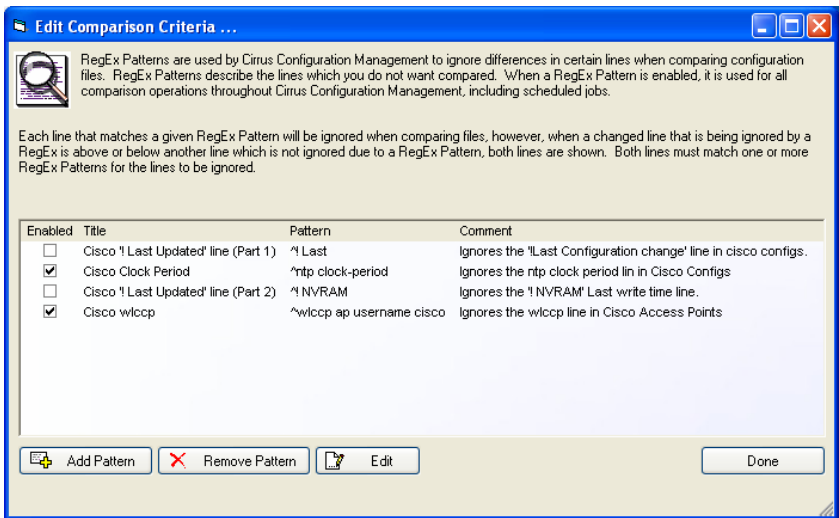 Edit Comparison Criteria ...
RegEx Patterns are used by Cirrus Configuration Management to ignore differences in certain lines when comparing configuration
files. RegEx Patterns describe the lines which you do not want compared. When a RegEx Pattern is enabled, it is used for all
comparison operations throughout Cirrus Configuration Management, including scheduled jobs.
Each line that matches a given RegEx Pattern will be ignored when comparing files, however, when a changed line that is being ignored by a
RegEx is above or below another line which is not ignored due to a RegEx Pattern, both lines are shown. Both lines must match one or more
RegEx Patterns for the lines to be ignored.
Enabled Title Pattern Comment
Cisco '! Last Updated' line (Part 1) ^! Last Ignores the '!Last Configuration change' line in cisco configs.
Cisco Clock Period ^ntp clock-period Ignores the ntp clock period lin in Cisco Configs
Cisco '! Last Updated' line (Part 2) ^! NVRAM Ignores the '! NVRAM' Last write time line.
Cisco wlccp ^wlccp ap username cisco Ignores the wlccp line in Cisco Access Points
Add Pattern Remove Pattern Edit Done